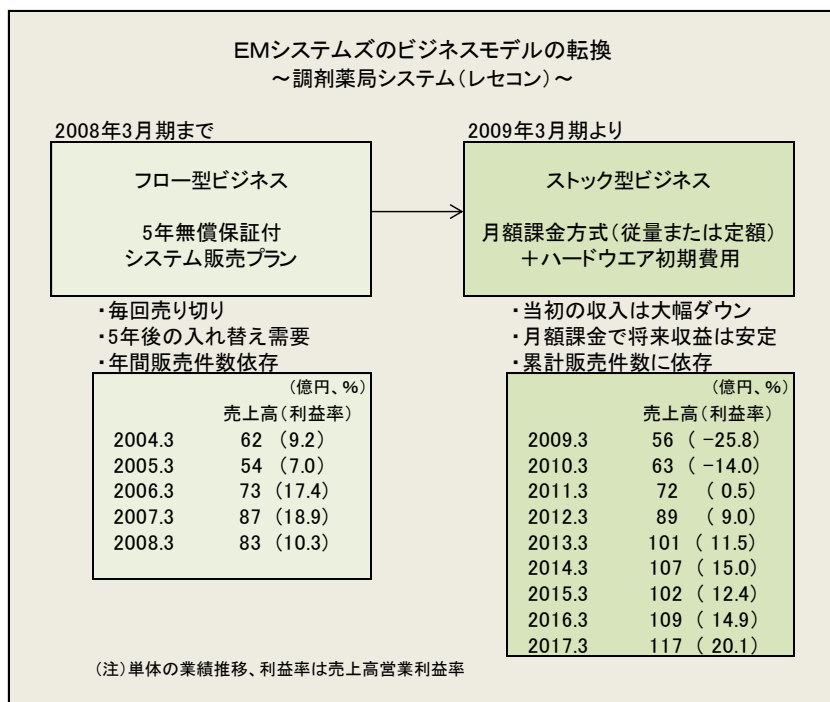 EMシステムズのビジネスモデルの転換
～調剤薬局システム(レセコン)～
2008年3月期まで
フロー型ビジネス
5年無償保証付
システム販売プラン
・毎回売り切り
・5年後の入れ替え需要
・年間販売件数依存
(億円、%)
売上高(利益率)
2004.3 62 (9.2)
2005.3 54 (7.0)
2006.3 73 (17.4)
2007.3 87 (18.9)
2008.3 83 (10.3)
2009年3月期より
ストック型ビジネス
月額課金方式(従量または定額)
+ハードウエア初期費用
・当初の収入は大幅ダウン
・月額課金で将来収益は安定
・累計販売件数に依存
(億円、%)
売上高(利益率)
2009.3 56 ( -25.8)
2010.3 63 ( -14.0)
2011.3 72 ( 0.5)
2012.3 89 ( 9.0)
2013.3 101 ( 11.5)
2014.3 107 ( 15.0)
2015.3 102 ( 12.4)
2016.3 109 ( 14.9)
2017.3 117 ( 20.1)
(注)単体の業績推移、利益率は売上高営業利益率